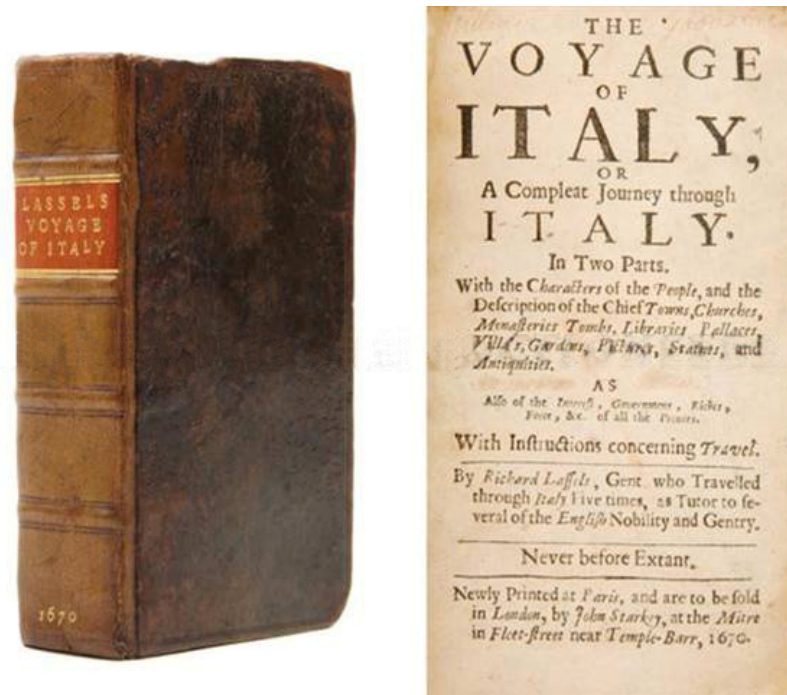 LASSELS
VOYAGE
OF ITALY
1670
THE
VOYAGE
OF
ITALY,
OR
A Compleat Journey through
ITALY.
In Two Parts.
With the Characters of the People, and the
Deſcription of the Chief Towns, Churches,
Monaſteries Tombs, Libraries Pallaces,
Villa's, Gardens, Pictures, Statues, and
Antiquities.
AS
Alſo of the Intereſt, Government, Riches,
Force, &c. of all the Princes.
With Inſtructions concerning Travel.
By Richard Laſſels, Gent. who Travelled
through Italy Five times, as Tutor to ſe-
veral of the Engliſh Nobility and Gentry.
Never before Extant.
Newly Printed at Paris, and are to be ſold
in London, by John Starkey, at the Mitre
in Fleet-ſtreet near Temple-Barr, 1670.